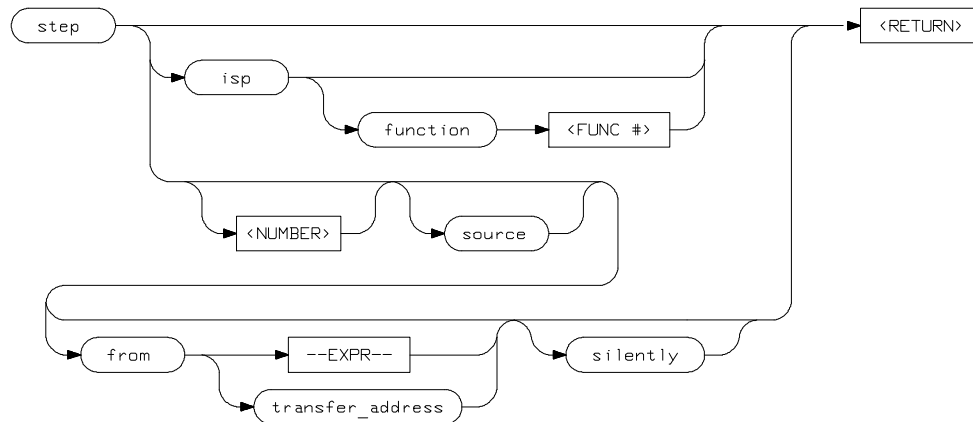 step
<RETURN>
isp
function
<FUNC #>
<NUMBER>
source
from
--EXPR--
silently
transfer_address